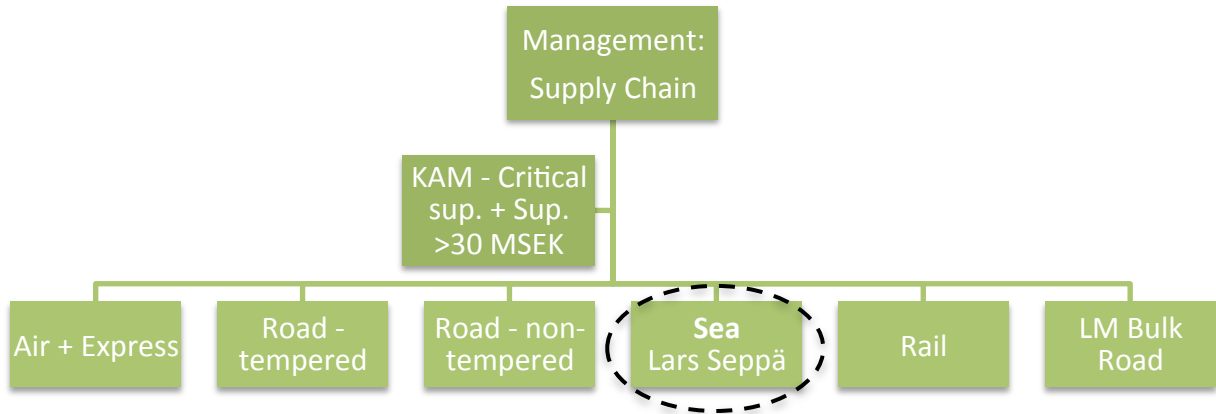 Management:
Supply Chain
KAM - Critical
sup. + Sup.
>30 MSEK
Air + Express
Road -
tempered
Road - non-
tempered
Sea
Lars Seppä
Rail
LM Bulk
Road